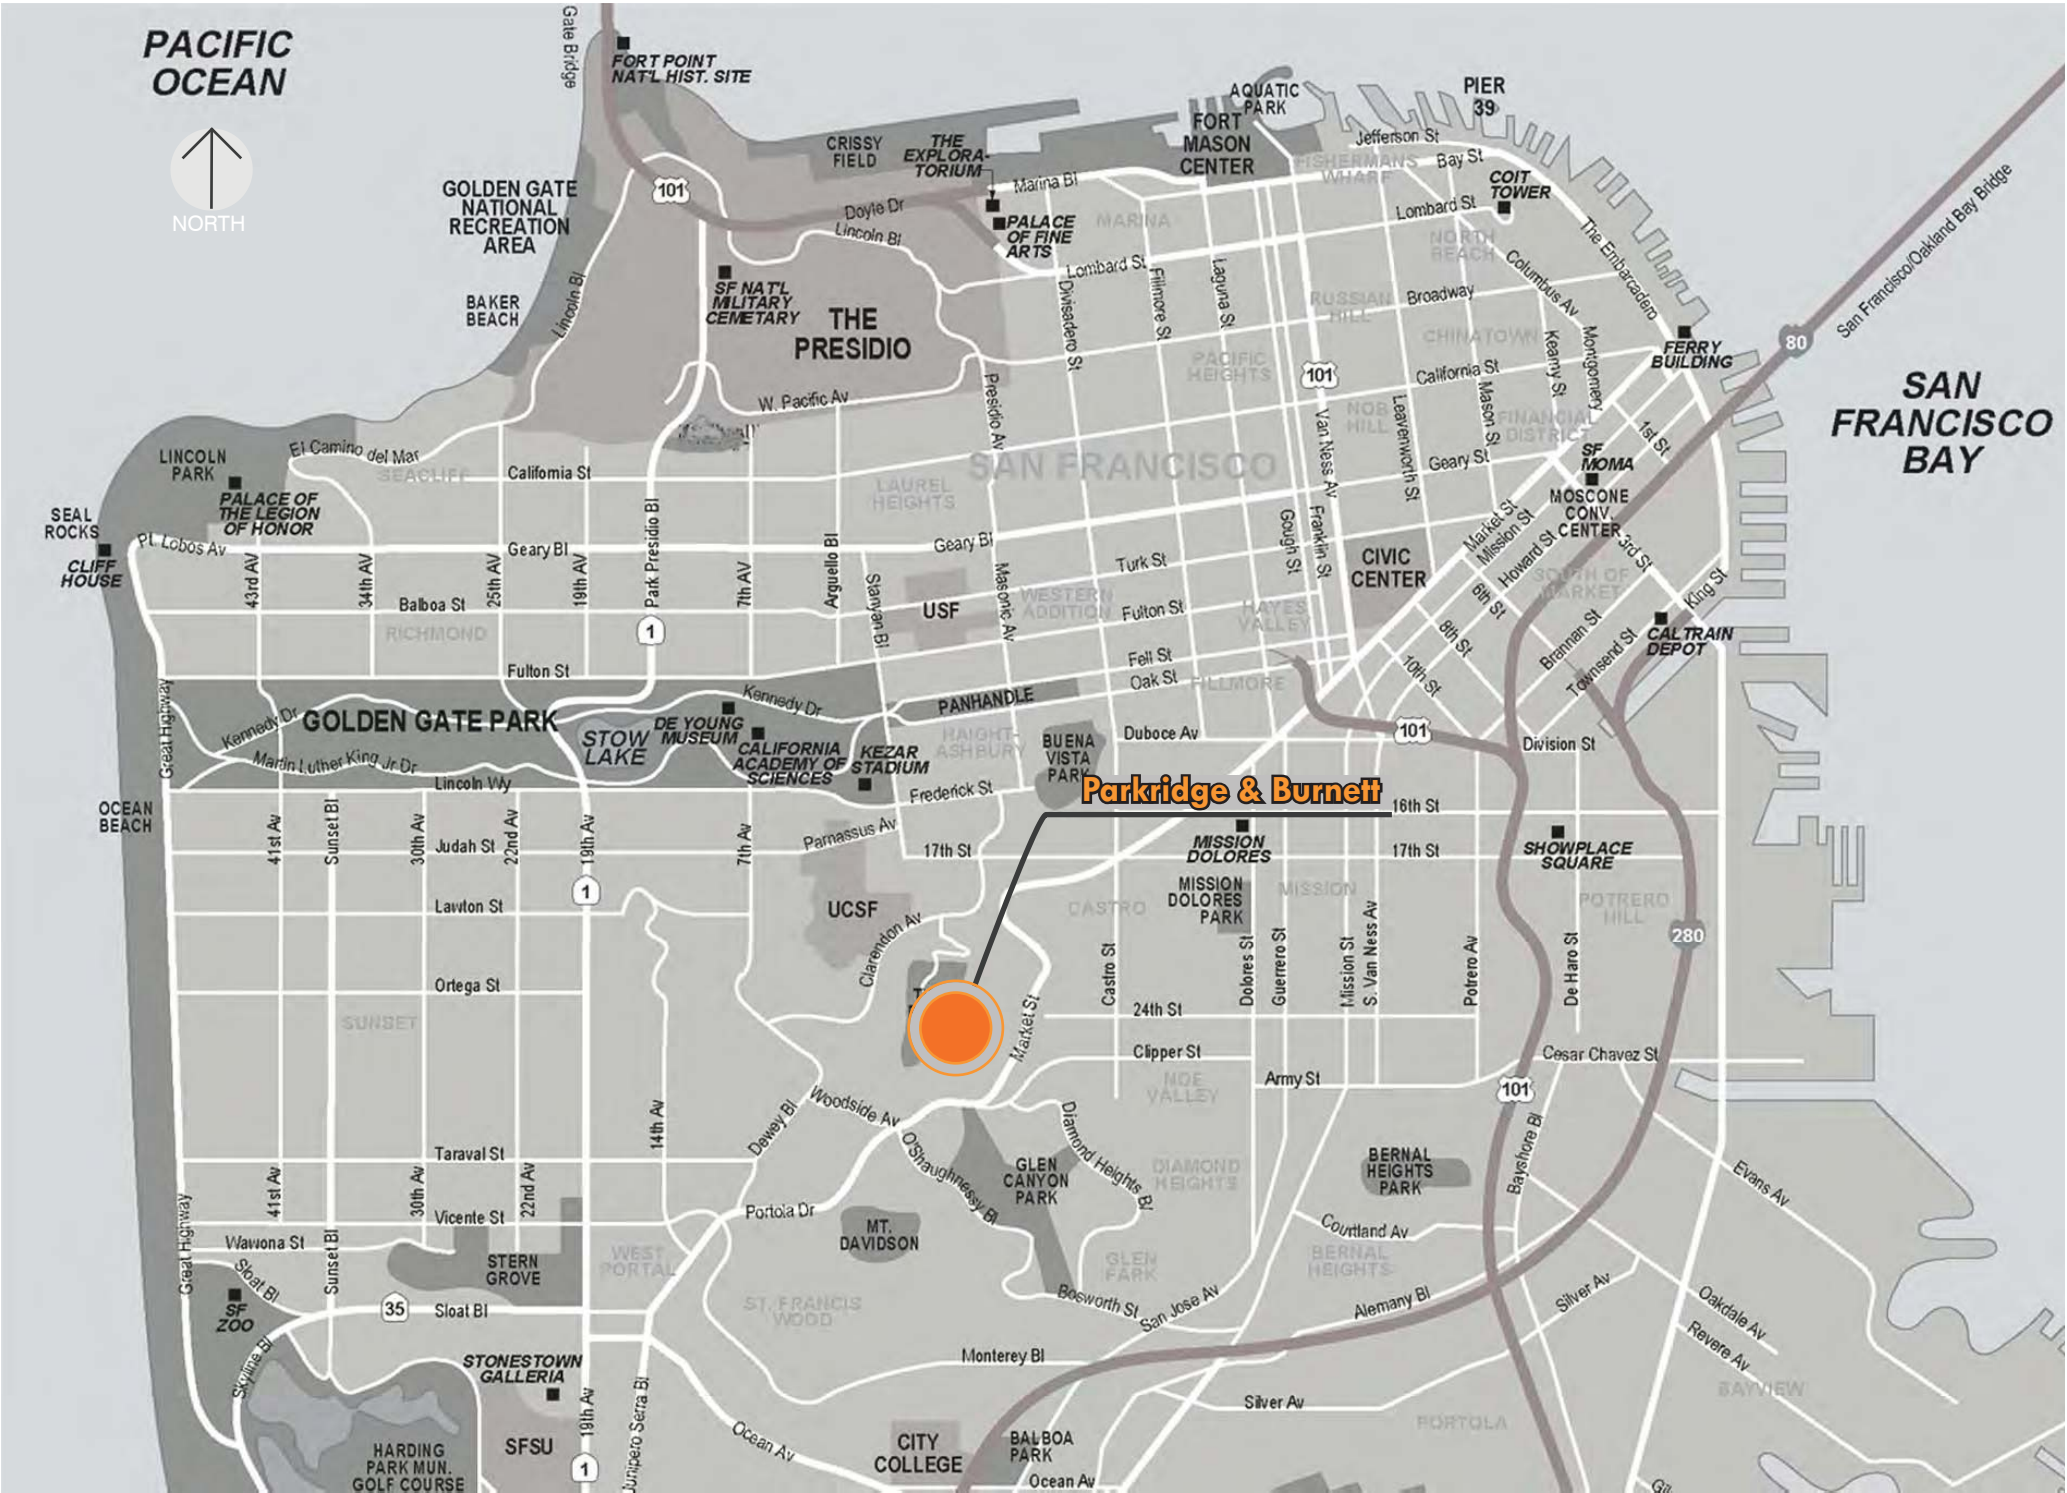 PACIFIC
OCEAN
NORTH
Gate Bridge
FORT POINT
NAT'L HIST. SITE
GOLDEN GATE
NATIONAL
RECREATION
AREA
BAKER
BEACH
101
Lincoln Bl
CRISSY
FIELD
THE
EXPLORA-
TORIUM
Marina Bl
Doyle Dr
Lincoln Bl
PALACE
OF FINE
ARTS
SF NAT'L
MILITARY
CEMETARY
THE
PRESIDIO
W. Pacific Av
Presidio Av
AQUATIC
PARK
FORT
MASON
CENTER
PIER
39
Jefferson St
FISHERMANS
WHARF
Bay St
COIT
TOWER
Lombard St
MARINA
Lombard St
NORTH
BEACH
The Embarcadero
San Francisco/Oakland Bay Bridge
Divisadero St
Fillmore St
Laguna St
RUSSIAN
HILL
Broadway
Columbus Av
CHINATOWN
Kearny St
Montgomery
FERRY
BUILDING
80
PACIFIC
HEIGHTS
101
California St
NOB
HILL
Leavenworth St
Mason St
FINANCIAL
DISTRICT
1st St
SAN
FRANCISCO
BAY
LINCOLN
PARK
El Camino del Mar
SEACLIFF
California St
PALACE OF
THE LEGION
OF HONOR
SEAL
ROCKS
CLIFF
HOUSE
Pt. Lobos Av
LAUREL
HEIGHTS
SAN FRANCISCO
Van Ness Av
Geary St
SF
MOMA
MOSCONE
CONV.
CENTER
Geary Bl
Geary Bl
43rd AV
34th AV
25th AV
19th AV
Park Presidio Bl
7th AV
Arguello Bl
Stanyan Bl
Masonic Av
Turk St
Gough St
Franklin St
CIVIC
CENTER
Market St
Mission St
Howard St
3rd St
SOUTH OF
MARKET
King St
Balboa St
RICHMOND
1
USF
WESTERN
ADDITION
Fulton St
HAYES
VALLEY
6th St
8th St
10th St
Brannan St
Townsend St
CALTRAIN
DEPOT
Fulton St
Fell St
Oak St
FILLMORE
Great Highway
Kennedy Dr
GOLDEN GATE PARK
STOW
LAKE
DE YOUNG
MUSEUM
Kennedy Dr
CALIFORNIA
ACADEMY OF
SCIENCES
KEZAR
STADIUM
PANHANDLE
HAIGHT-
ASHBURY
BUENA
VISTA
PARK
Duboce Av
101
Division St
Martin Luther King Jr Dr
Lincoln Wy
Frederick St
Parkridge & Burnett
16th St
OCEAN
BEACH
41st Av
Sunset Bl
30th Av
Judah St
22nd Av
19th Av
7th Av
Parnassus Av
17th St
MISSION
DOLORES
17th St
SHOWPLACE
SQUARE
1
Lawton St
UCSF
Clarendon Av
CASTRO
MISSION
DOLORES
PARK
MISSION
POTRERO
HILL
280
Ortega St
SUNSET
T
Market St
Castro St
24th St
Dolores St
Guerrero St
Mission St
S. Van Ness Av
Potrero Av
De Haro St
Clipper St
NOE
VALLEY
Army St
Cesar Chavez St
101
14th Av
Dewey Bl
Woodside Av
Diamond Heights Bl
O'Shaughnessy Bl
GLEN
CANYON
PARK
DIAMOND
HEIGHTS
BERNAL
HEIGHTS
PARK
Bayshore Bl
Evans Av
Taraval St
41st Av
30th Av
22nd Av
Vicente St
Portola Dr
MT.
DAVIDSON
Courtland Av
Great Highway
Wawona St
Sunset Bl
STERN
GROVE
WEST
PORTAL
GLEN
PARK
BERNAL
HEIGHTS
Sloat Bl
SF
ZOO
35
Sloat Bl
ST. FRANCIS
WOOD
Bosworth St
San Jose Av
Alemany Bl
Silver Av
Oakdale Av
Revere Av
Skyline Bl
STONESTOWN
GALLERIA
Monterey Bl
Silver Av
BAYVIEW
PORTOLA
19th Av
Junipero Serra Bl
Ocean Av
HARDING
PARK MUN.
GOLF COURSE
SFSU
1
CITY
COLLEGE
BALBOA
PARK
Ocean Av